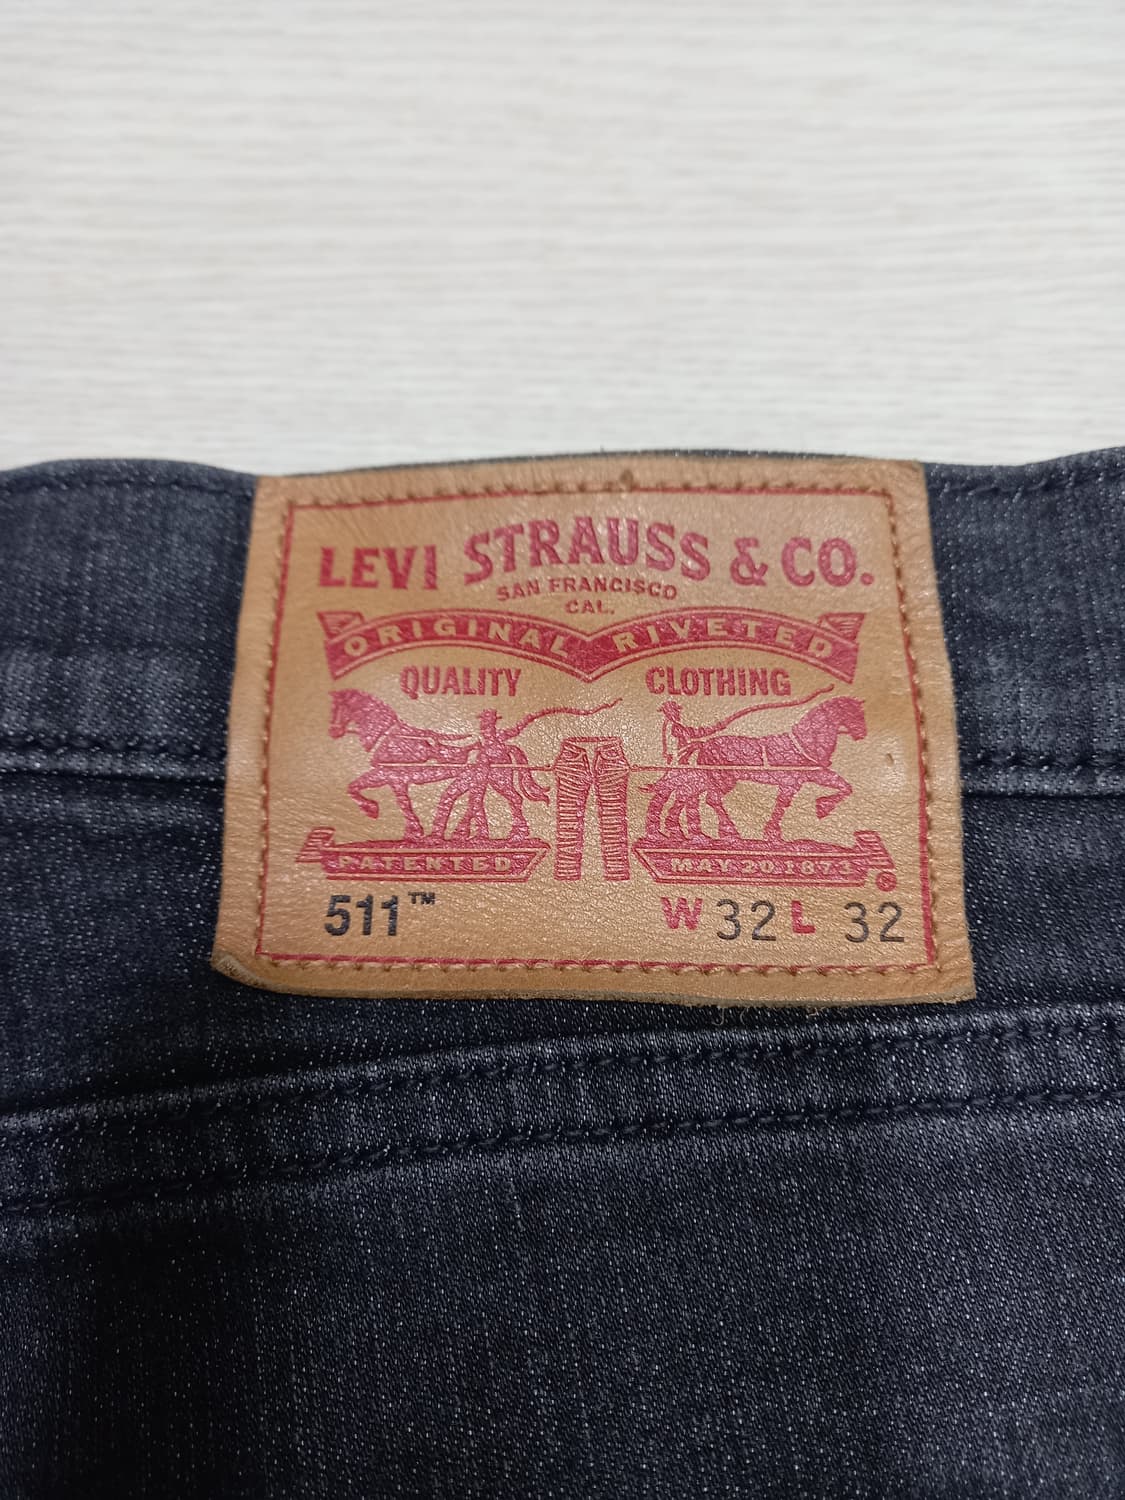 LEVI STRAUSS & CO.
SAN FRANCISCO
CAL.
ORIGINAL RIVETED
QUALITY CLOTHING
PATENTED MAY 20 1873
®
511™ W 32 L 32